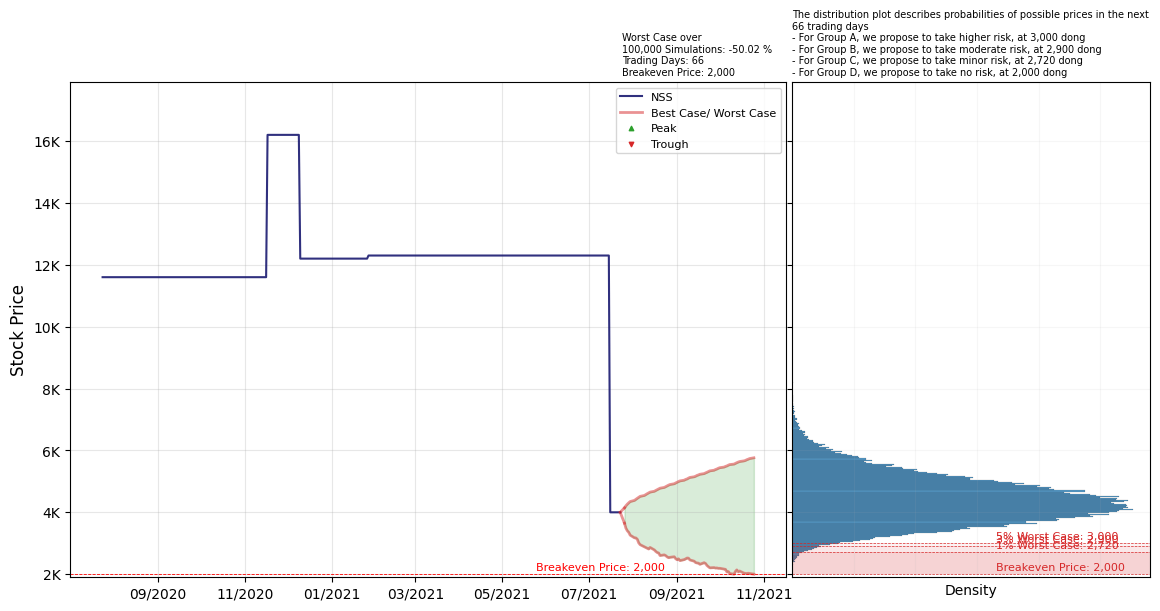 The distribution plot describes probabilities of possible prices in the next
66 trading days
- For Group A, we propose to take higher risk, at 3,000 dong
- For Group B, we propose to take moderate risk, at 2,900 dong
- For Group C, we propose to take minor risk, at 2,720 dong
- For Group D, we propose to take no risk, at 2,000 dong
Worst Case over
100,000 Simulations: -50.02 %
Trading Days: 66
Breakeven Price: 2,000
NSS
Best Case/ Worst Case
Peak
Trough
Stock Price
16K
14K
12K
10K
8K
6K
4K
2K
Breakeven Price: 2,000
09/2020
11/2020
01/2021
03/2021
05/2021
07/2021
09/2021
11/2021
5% Worst Case: 3,000
Worst Case: 2,900
1% Worst Case: 2,720
Breakeven Price: 2,000
Density